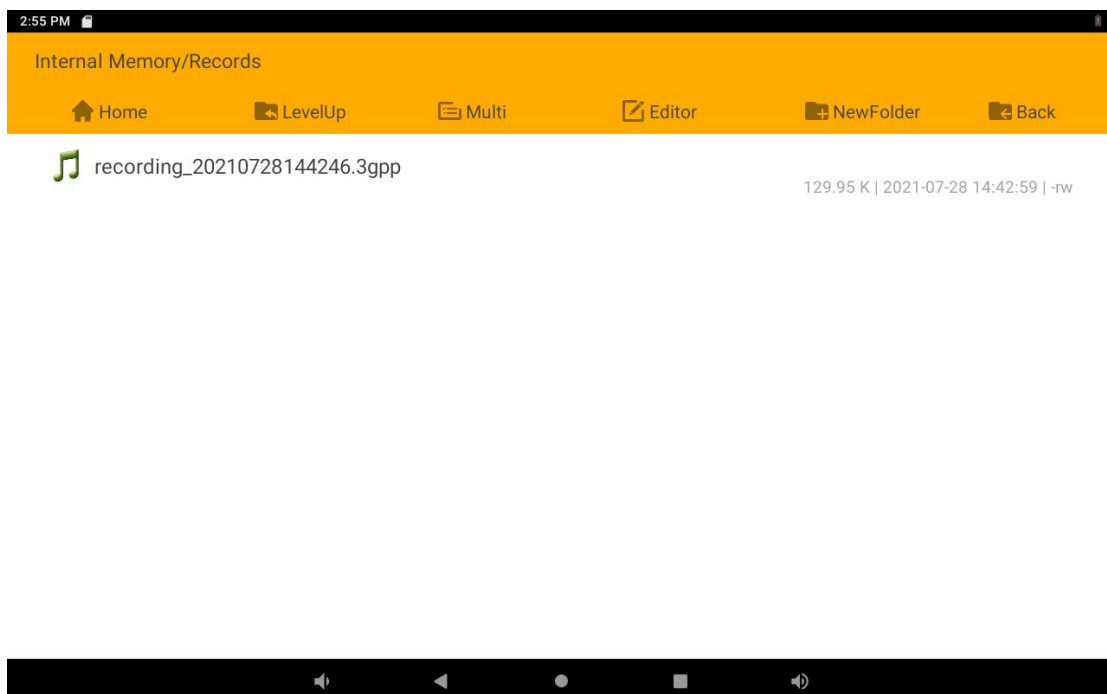 2:55 PM
Internal Memory/Records
Home LevelUp Multi Editor NewFolder Back
recording_20210728144246.3gpp
129.95 K | 2021-07-28 14:42:59 | -rw